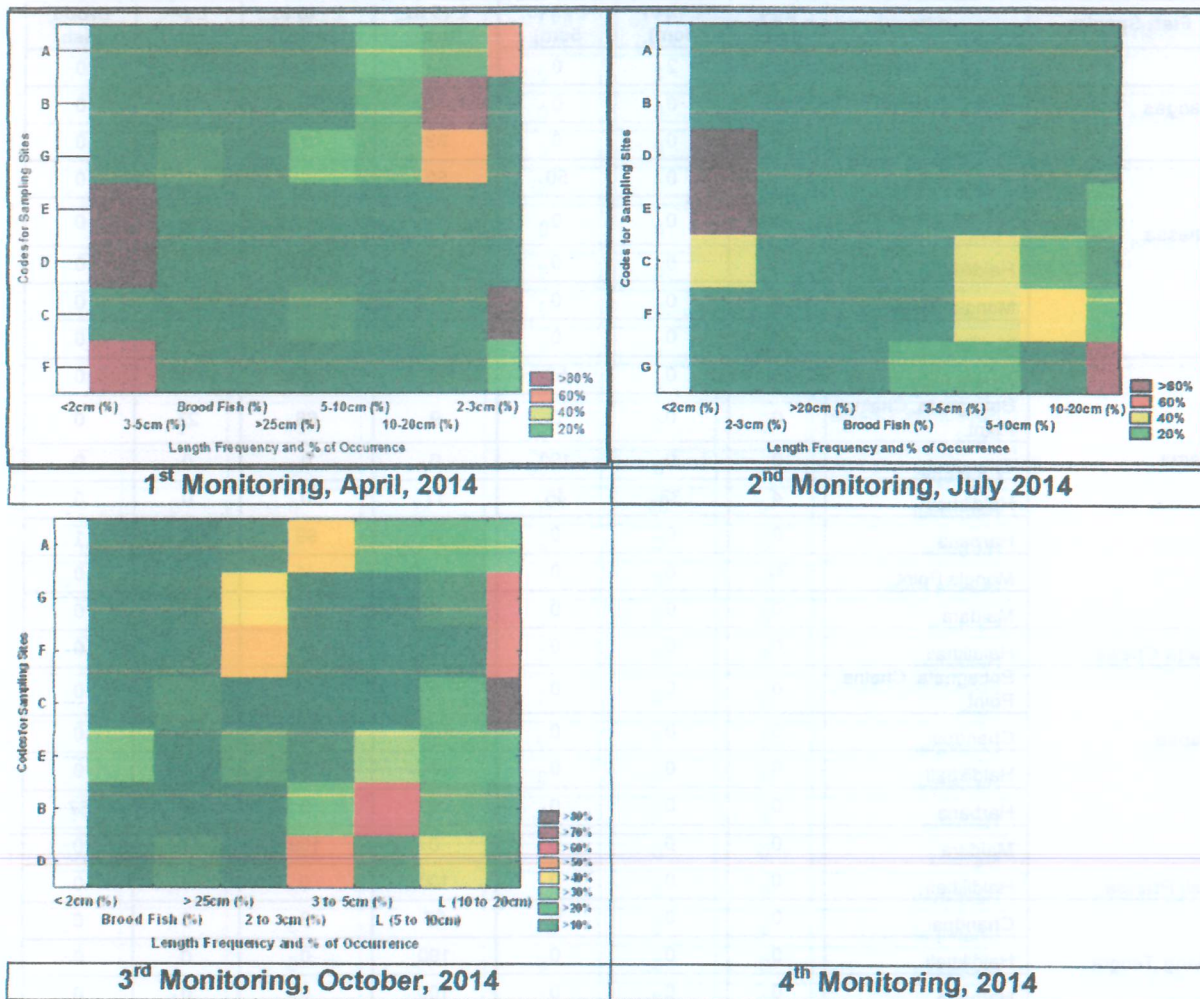 A
B
G
E
D
C
F
Codes for Sampling Sites
<2cm (%) Brood Fish (%) 5-10cm (%) 2-3cm (%)
3-5cm (%) >25cm (%) 10-20cm (%)
Length Frequency and % of Occurrence
>80%
60%
40%
20%
1st Monitoring, April, 2014
A
B
D
E
C
F
G
Codes for Sampling Sites
<2cm (%) >20cm (%) 3-5cm (%) 10-20cm (%)
2-3cm (%) Brood Fish (%) 5-10cm (%)
Length Frequency and % of Occurrence
>80%
60%
40%
20%
2nd Monitoring, July 2014
A
G
F
C
E
B
D
Codes for Sampling Sites
< 2cm (%) > 25cm (%) 3 to 5cm (%) L (10 to 20cm)
Brood Fish (%) 2 to 3cm (%) L (5 to 10cm)
Length Frequency and % of Occurrence
>80%
>70%
>60%
>50%
>40%
>30%
>20%
>10%
3rd Monitoring, October, 2014
4th Monitoring, 2014